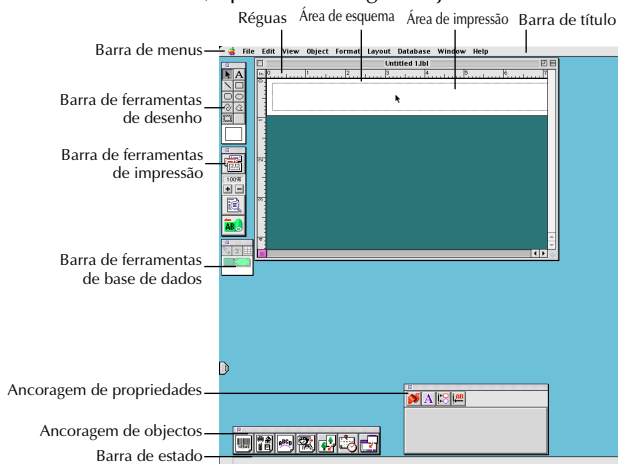 Réguas Área de esquema Área de impressão Barra de título
Barra de menus
File Edit View Object Format Layout Database Window Help
Untitled 1.lbl
Barra de ferramentas
de desenho
A
Barra de ferramentas
de impressão
100%
Barra de ferramentas
de base de dados
Ancoragem de propriedades
A
Ancoragem de objectos
Barra de estado